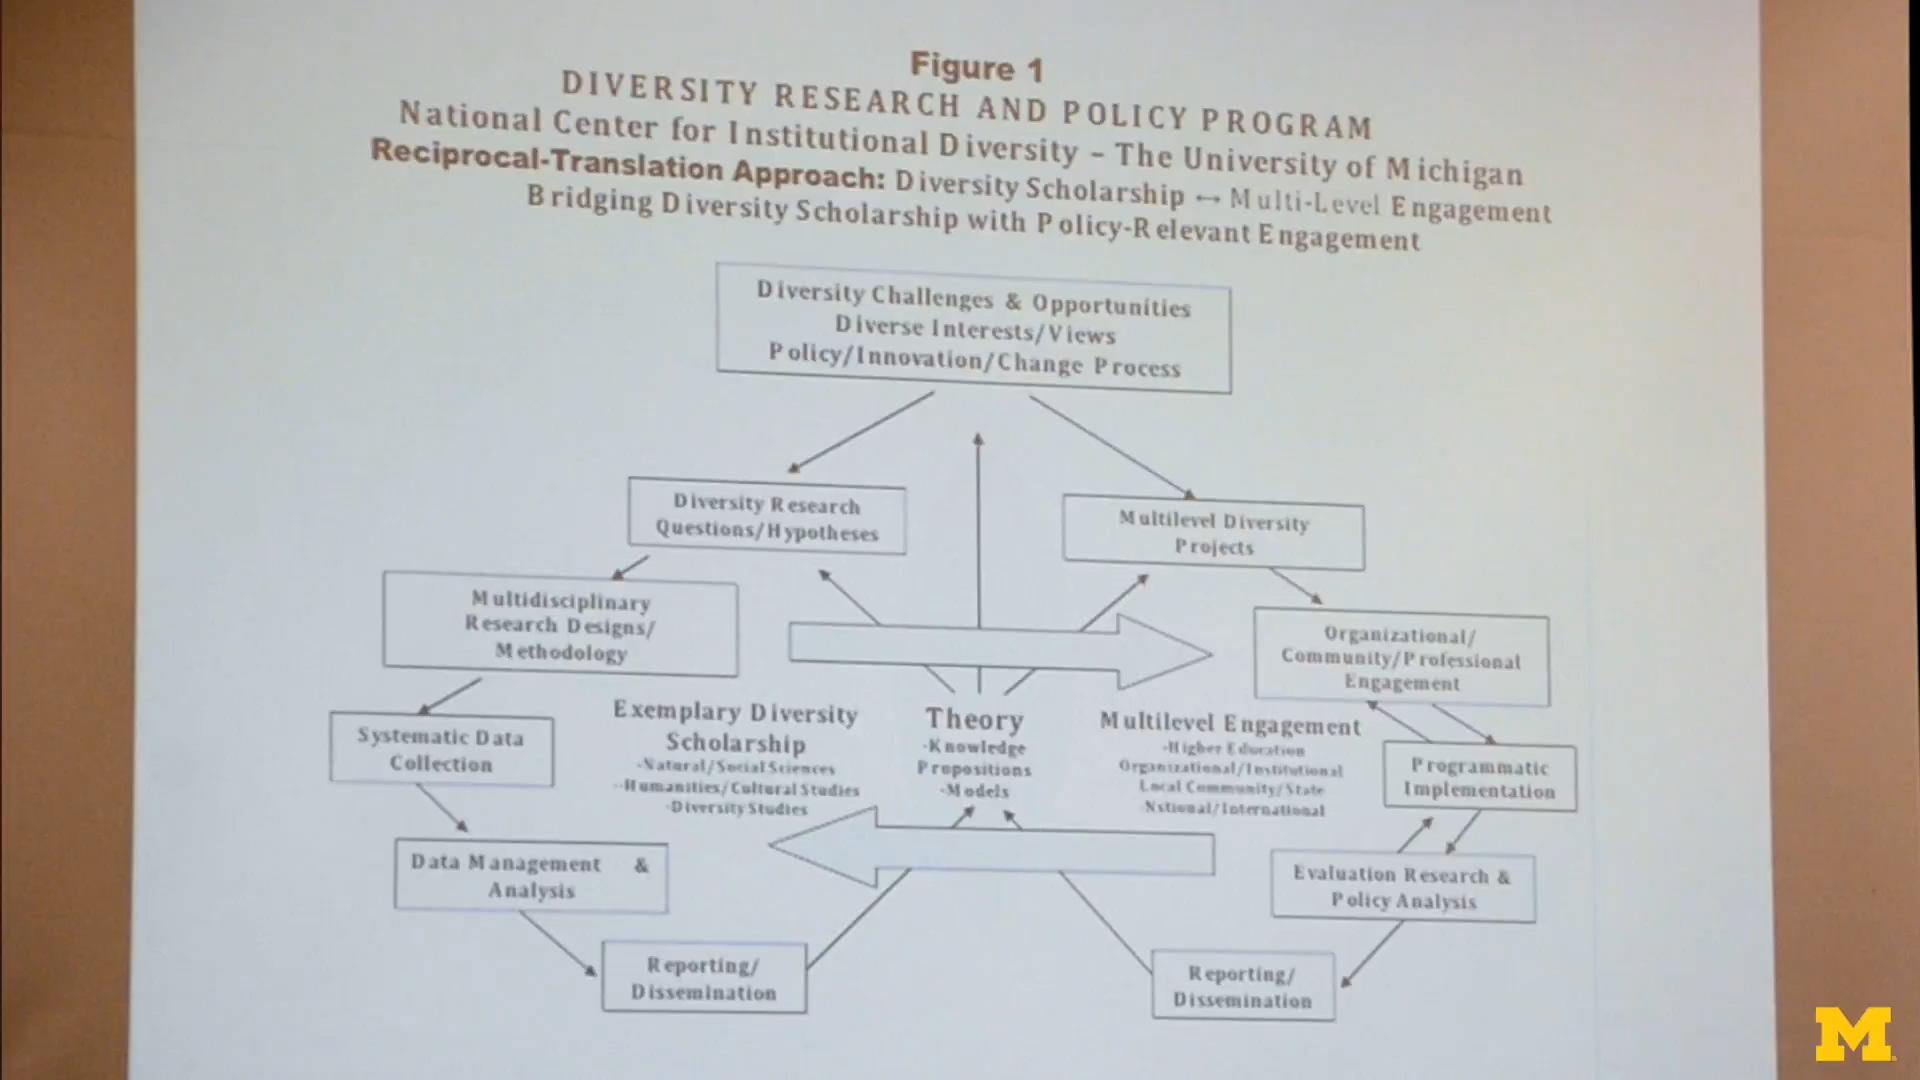 Figure 1
DIVERSITY RESEARCH AND POLICY PROGRAM
National Center for Institutional Diversity – The University of Michigan
Reciprocal-Translation Approach: Diversity Scholarship ↔ Multi-Level Engagement
Bridging Diversity Scholarship with Policy-Relevant Engagement
Diversity Challenges & Opportunities
Diverse Interests/Views
Policy/Innovation/Change Process
Diversity Research
Questions/Hypotheses
Multilevel Diversity
Projects
Multidisciplinary
Research Designs/
Methodology
Organizational/
Community/Professional
Engagement
Systematic Data
Collection
Exemplary Diversity
Scholarship
-Natural/Social Sciences
-Humanities/Cultural Studies
-Diversity Studies
Theory
-Knowledge
Propositions
-Models
Multilevel Engagement
-Higher Education
Organizational/Institutional
Local Community/State
-Nstional/International
Programmatic
Implementation
Data Management &
Analysis
Evaluation Research &
Policy Analysis
Reporting/
Dissemination
Reporting/
Dissemination
M